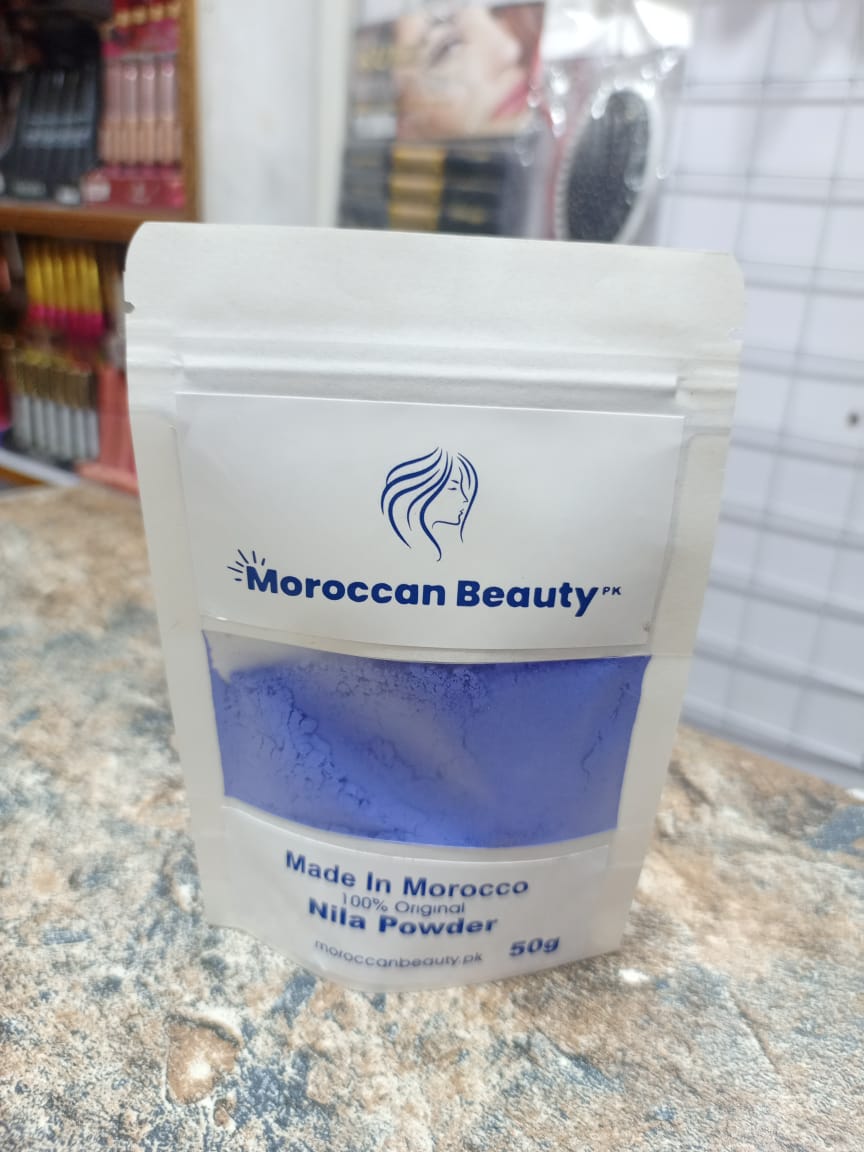 Moroccan Beauty PK
Made In Morocco
100% Original
Nila Powder
moroccanbeauty.pk 50g